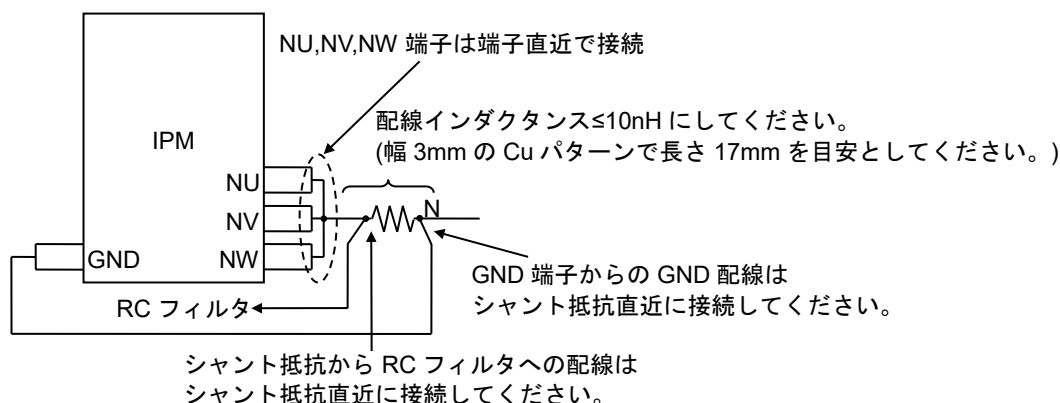 NU,NV,NW 端子は端子直近で接続
配線インダクタンス≤10nH にしてください。
(幅 3mm の Cu パターンで長さ 17mm を目安としてください。)
IPM
NU
N
NV
GND
NW
GND 端子からの GND 配線は
シャント抵抗直近に接続してください。
RC フィルタ
シャント抵抗から RC フィルタへの配線は
シャント抵抗直近に接続してください。